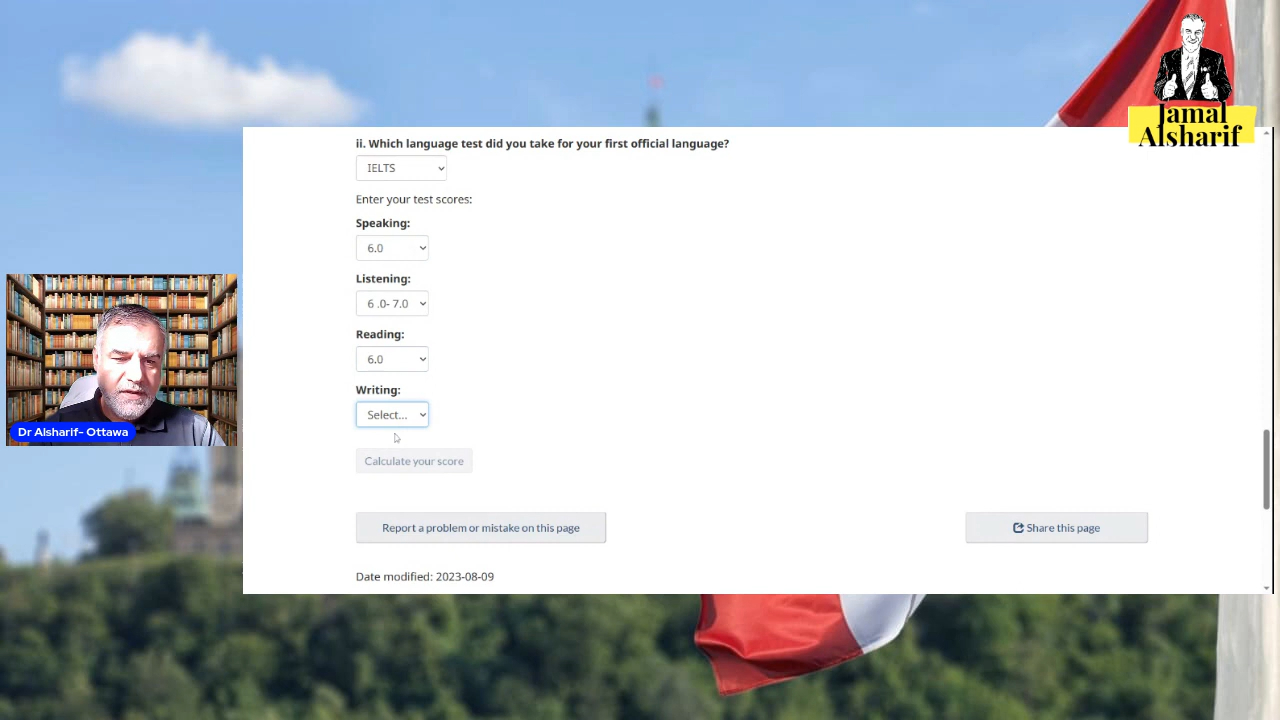 Jamal
Alsharif
ii. Which language test did you take for your first official language?
IELTS
Enter your test scores:
Speaking:
6.0
Listening:
6 .0- 7.0
Reading:
6.0
Writing:
Select...
Calculate your score
Report a problem or mistake on this page
Share this page
Date modified: 2023-08-09
Dr Alsharif- Ottawa